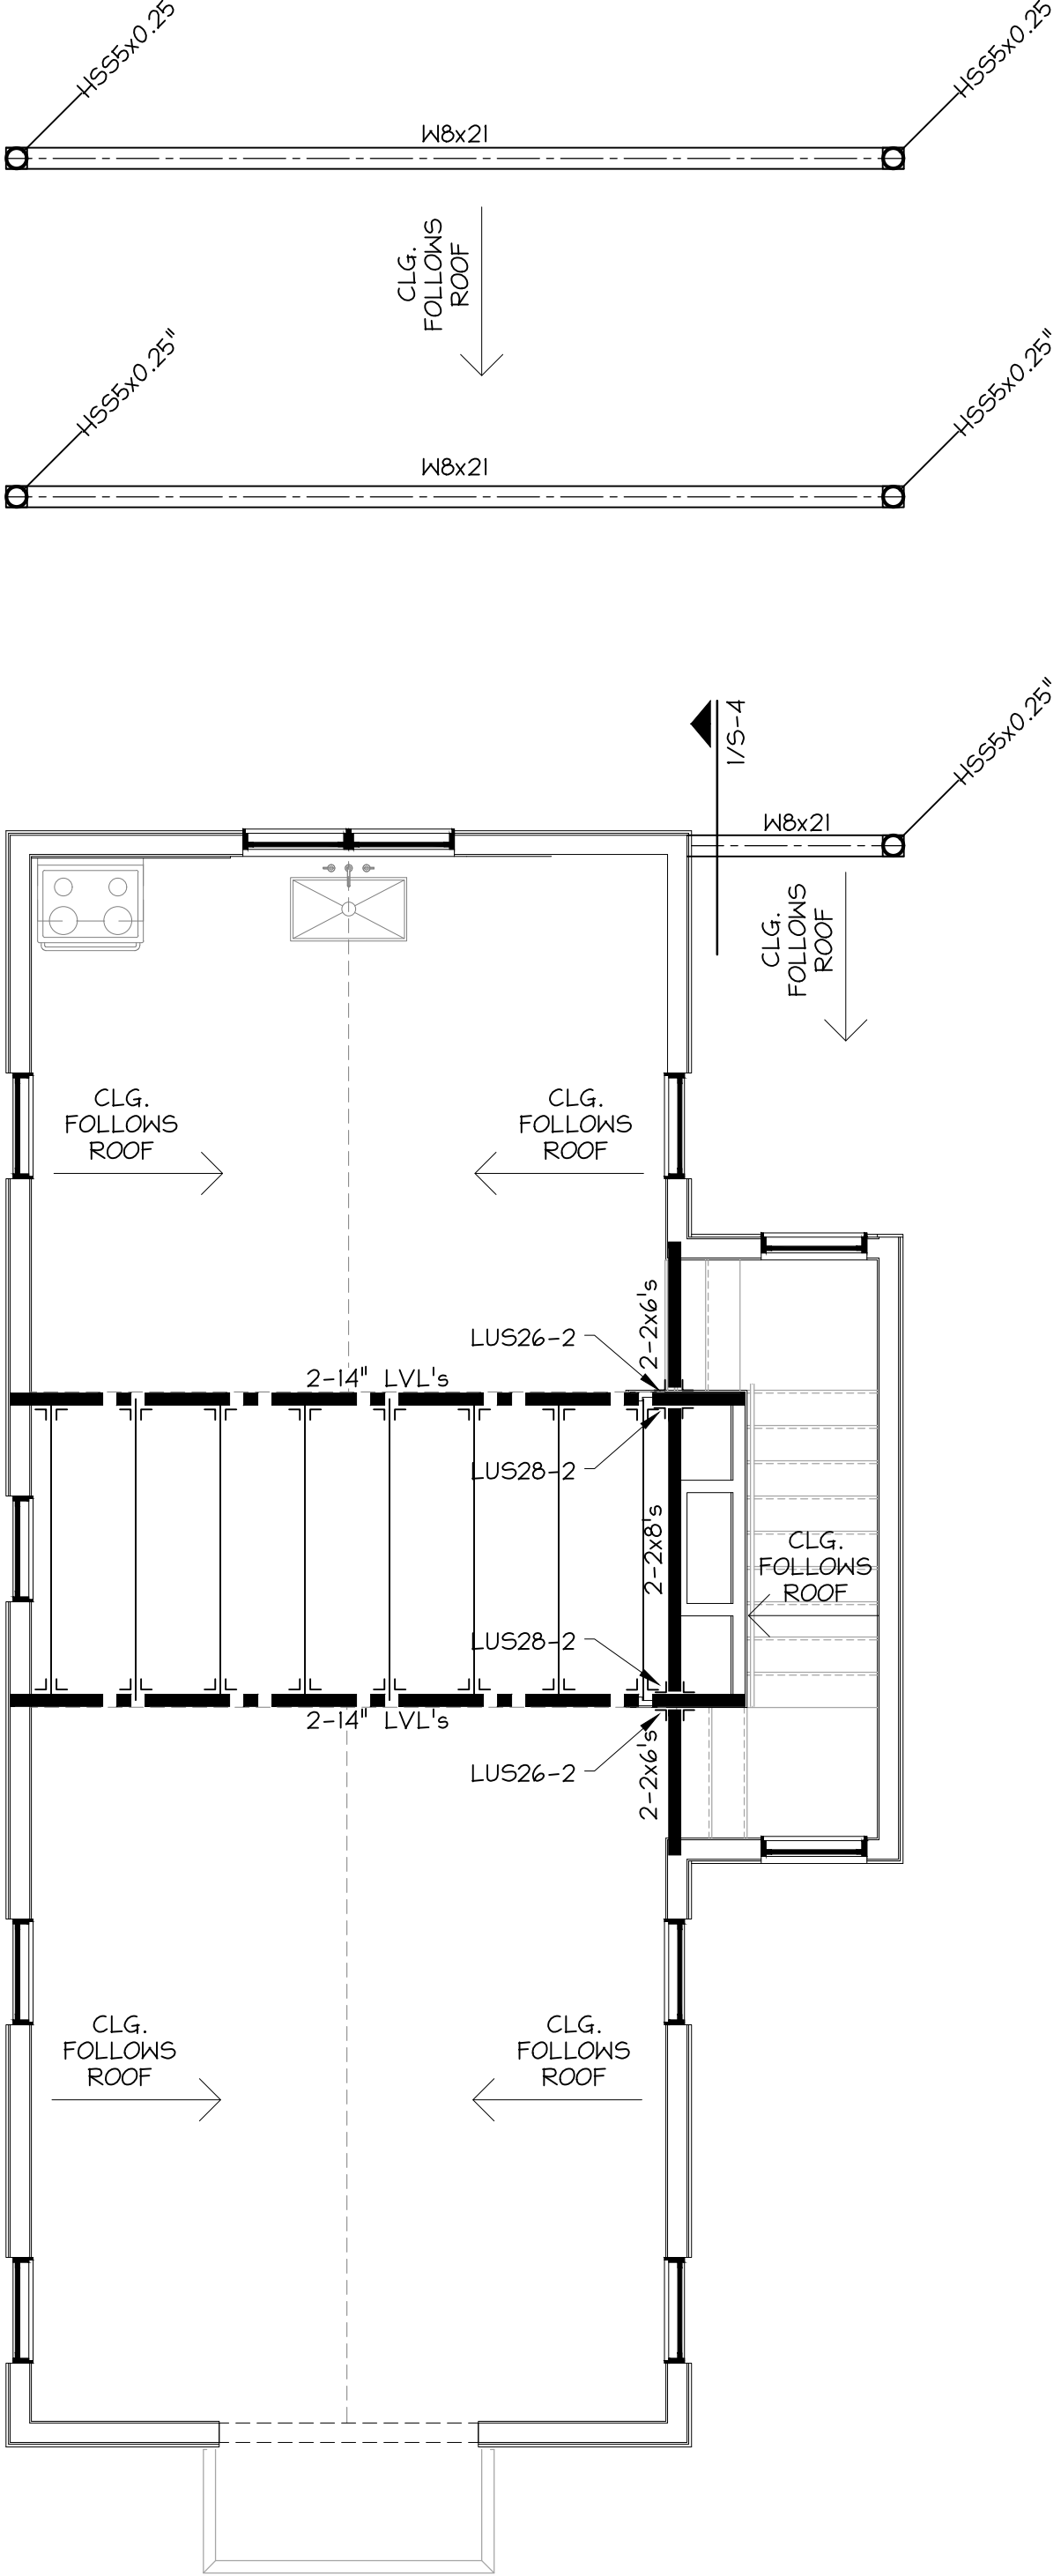 HSS5x0.25
HSS5x0.25
W8x21
CLG.
FOLLOWS
ROOF
HSS5x0.25"
HSS5x0.25"
W8x21
1/S-4
HSS5x0.25"
W8x21
CLG.
FOLLOWS
ROOF
CLG.
FOLLOWS
ROOF
CLG.
FOLLOWS
ROOF
2-2x6's
LUS26-2
2-14" LVL's
LUS28-2
2-2x8's
CLG.
FOLLOWS
ROOF
LUS28-2
2-14" LVL's
LUS26-2
2-2x6's
CLG.
FOLLOWS
ROOF
CLG.
FOLLOWS
ROOF